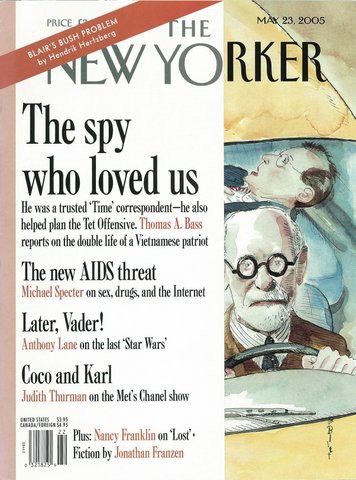 PRICE
THE
MAY 23, 2005
BLAIR'S BUSH PROBLEM
by Hendrik Hertzberg
NEW YORKER
The spy
who loved us
He was a trusted 'Time' correspondent—he also
helped plan the Tet Offensive. Thomas A. Bass
reports on the double life of a Vietnamese patriot
The new AIDS threat
Michael Specter on sex, drugs, and the Internet
Later, Vader!
Anthony Lane on the last 'Star Wars'
Coco and Karl
Judith Thurman on the Met's Chanel show
UNITED STATES $3.95
CANADA/FOREIGN $4.95
22
Plus: Nancy Franklin on 'Lost' •
Fiction by Jonathan Franzen